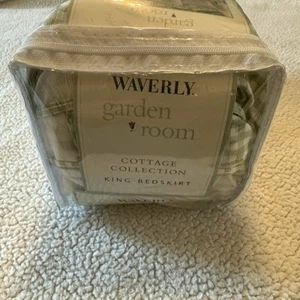 WAVERLY
garden
room
COTTAGE
COLLECTION
KING BEDSKIRT